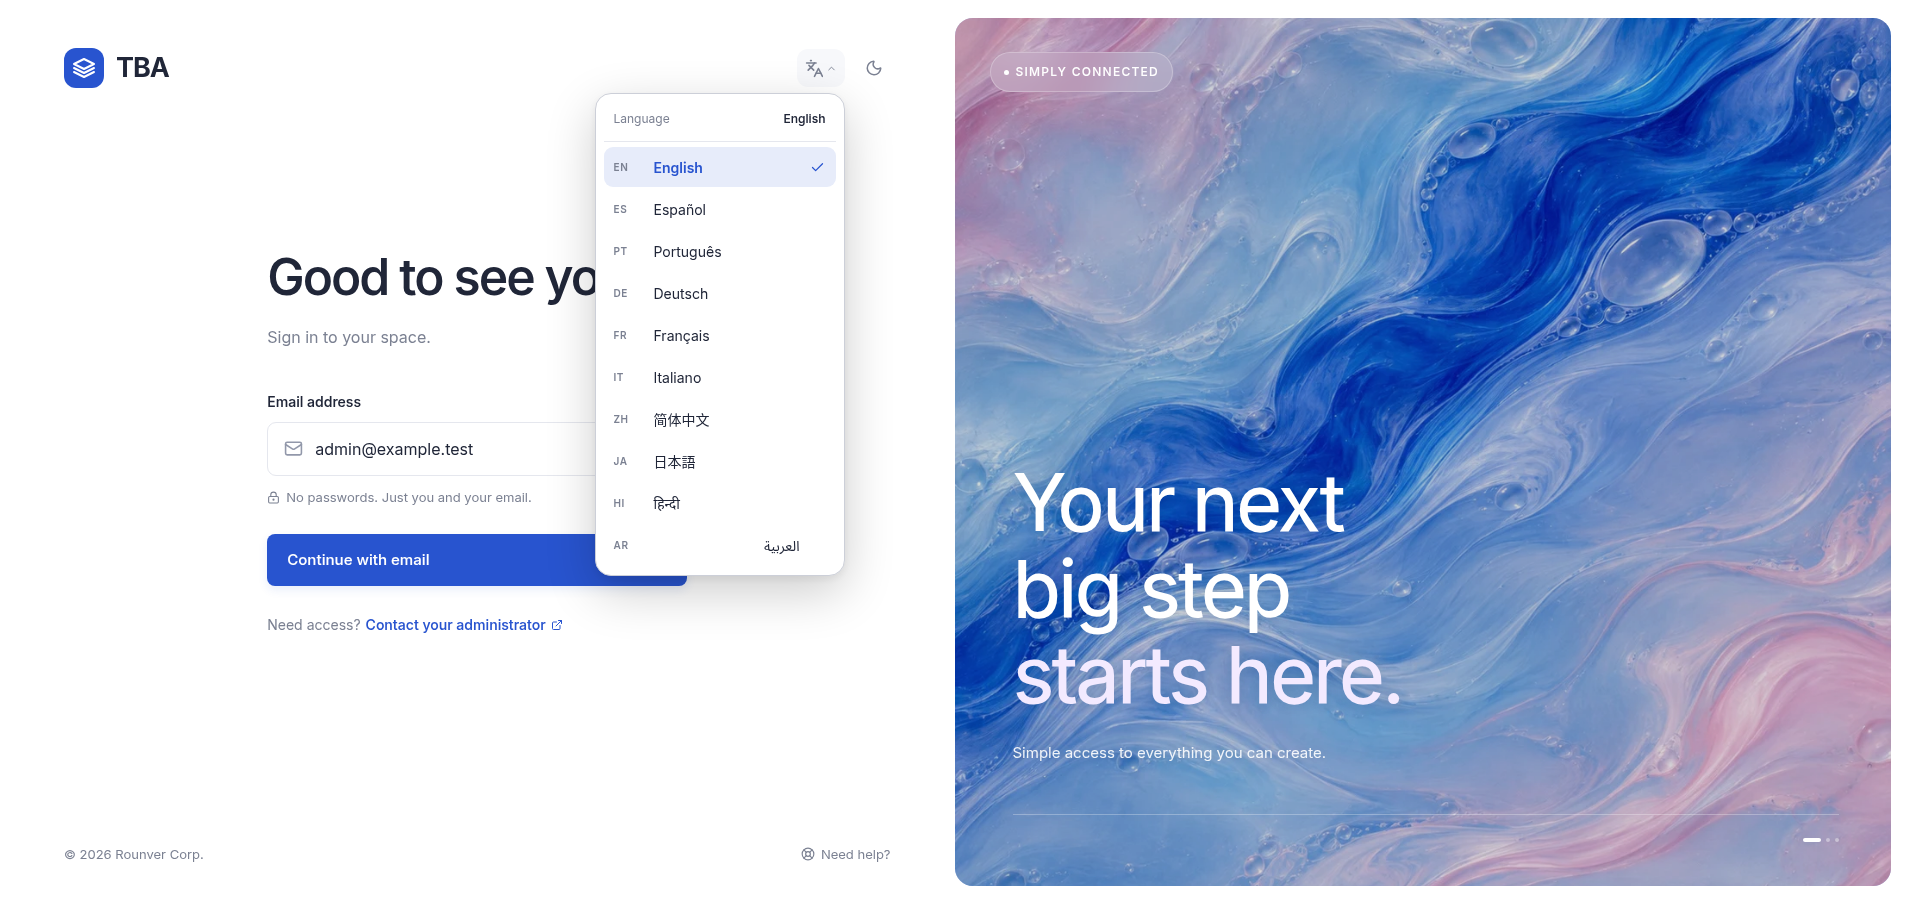 TBA
Language English
EN English
ES Español
PT Português
DE Deutsch
FR Français
IT Italiano
ZH 简体中文
JA 日本語
HI हिन्दी
AR العربية
Good to see yo
Sign in to your space.
Email address
admin@example.test
No passwords. Just you and your email.
Continue with email
Need access? Contact your administrator
© 2026 Rounver Corp.
Need help?
SIMPLY CONNECTED
Your next
big step
starts here.
Simple access to everything you can create.